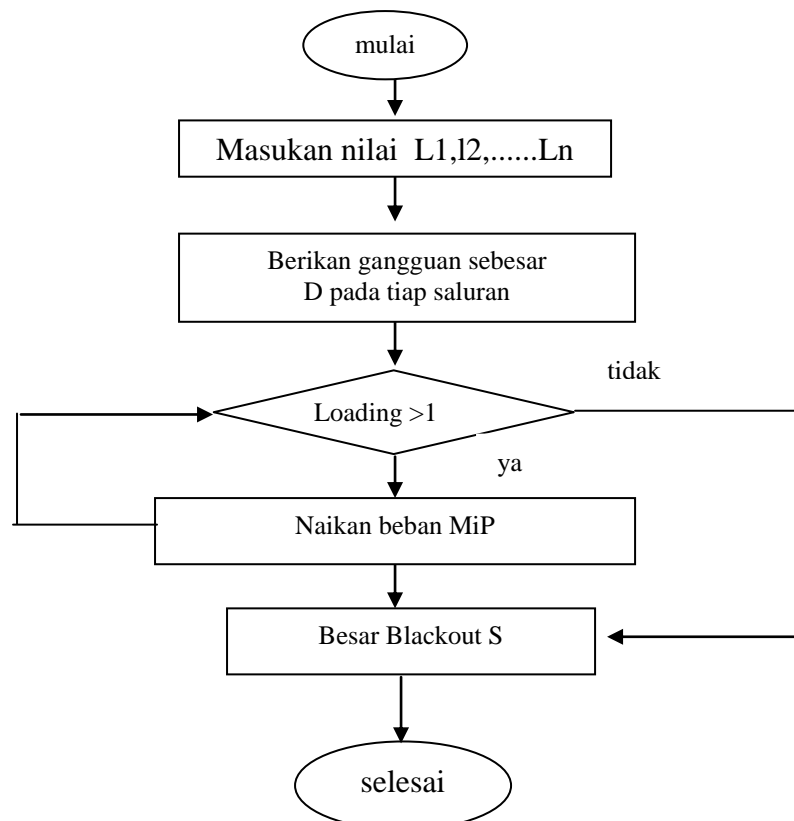 mulai
Masukan nilai L1,l2,......Ln
Berikan gangguan sebesar
D pada tiap saluran
tidak
Loading >1
ya
Naikan beban MiP
Besar Blackout S
selesai